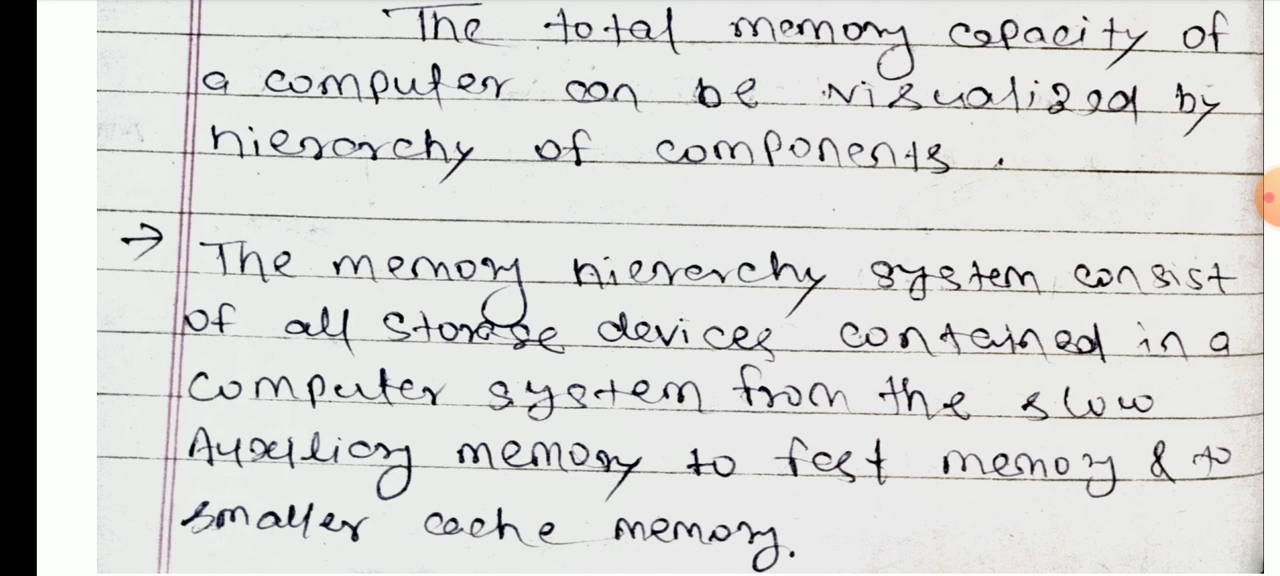 The total memory capacity of
a computer can be visualized by
hierarchy of components.
→ The memory hierarchy system consist
of all storage devices contained in a
computer system from the slow
Auxiliary memory to fast memory & to
smaller cache memory.